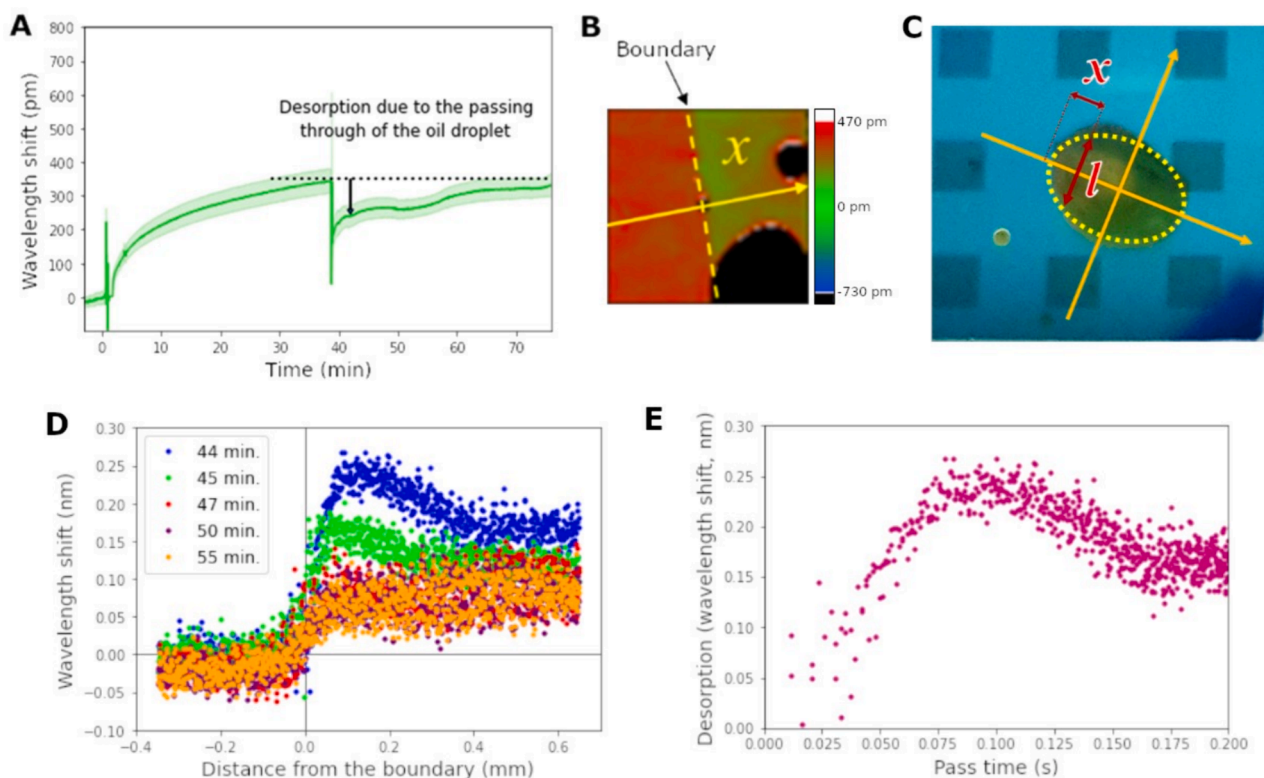 A
800
700
600
500
400
300
200
100
0
Wavelength shift (pm)
Desorption due to the passing
through of the oil droplet
0
10
20
30
40
50
60
70
Time (min)
B
Boundary
x
470 pm
0 pm
-730 pm
C
x
l
D
0.30
0.25
0.20
0.15
0.10
0.05
0.00
−0.05
−0.10
Wavelength shift (nm)
44 min.
45 min.
47 min.
50 min.
55 min.
−0.4
−0.2
0.0
0.2
0.4
0.6
Distance from the boundary (mm)
E
0.30
0.25
0.20
0.15
0.10
0.05
0.00
Desorption (wavelength shift, nm)
0.000
0.025
0.050
0.075
0.100
0.125
0.150
0.175
0.200
Pass time (s)